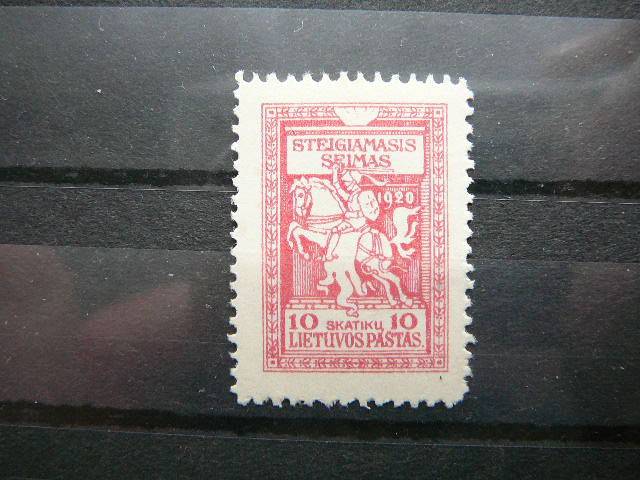 STEIGIAMASIS
SEIMAS
1920
10 SKATIKŲ 10
LIETUVOS PAŠTAS.